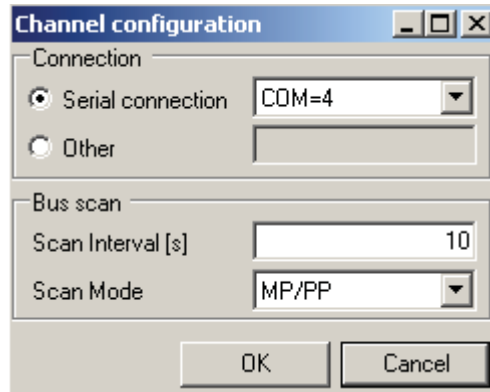 Channel configuration
Connection
Serial connection COM=4
Other
Bus scan
Scan Interval [s] 10
Scan Mode MP/PP
OK Cancel